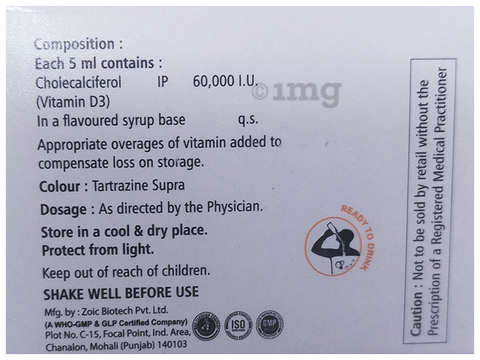 Composition :
Each 5 ml contains :
Cholecalciferol IP 60,000 I.U.
(Vitamin D3)
In a flavoured syrup base q.s.
Appropriate overages of vitamin added to
compensate loss on storage.
Colour : Tartrazine Supra
Dosage : As directed by the Physician.
Store in a cool & dry place.
Protect from light.
Keep out of reach of children.
SHAKE WELL BEFORE USE
Mfg. by : Zoic Biotech Pvt. Ltd.
(A WHO-GMP & GLP Certified Company)
Plot No. C-15, Focal Point, Ind. Area,
Chanalon, Mohali (Punjab) 140103
ISO
GMP
READY TO DRINK
Caution : Not to be sold by retail without the
Prescription of a Registered Medical Practitioner
©1mg